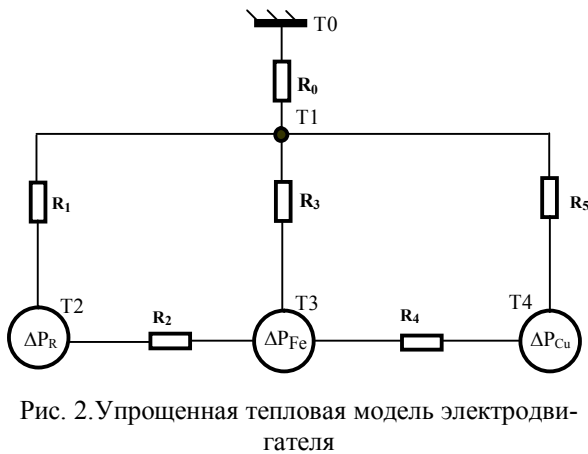 T0
R0
T1
R1
R3
R5
T2
R2
T3
R4
T4
ΔPR
ΔPFe
ΔPCu
Рис. 2.Упрощенная тепловая модель электродви-
гателя